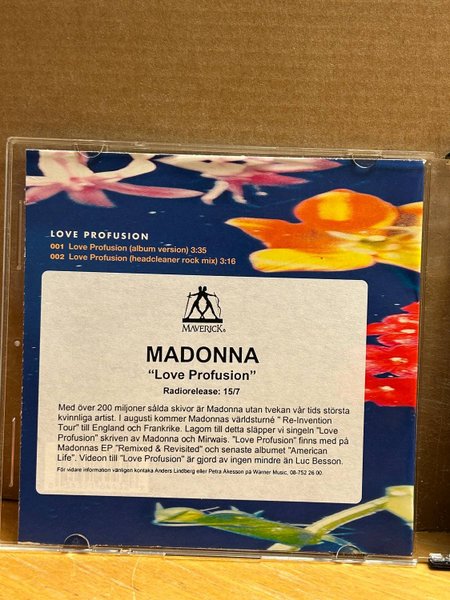 LOVE PROFUSION
001 Love Profusion (album version) 3:35
002 Love Profusion (headcleaner rock mix) 3:16
MAVERICK®
MADONNA
“Love Profusion”
Radiorelease: 15/7
Med över 200 miljoner sålda skivor är Madonna utan tvekan vår tids största
kvinnliga artist. I augusti kommer Madonnas världsturné ” Re-Invention
Tour” till England och Frankrike. Lagom till detta släpper vi singeln ”Love
Profusion” skriven av Madonna och Mirwais. ”Love Profusion” finns med på
Madonnas EP ”Remixed & Revisited” och senaste albumet ”American
Life”. Videon till ”Love Profusion” är gjord av ingen mindre än Luc Besson.
För vidare information vänligen kontaka Anders Lindberg eller Petra Åkesson på Warner Music, 08-752 26 00.